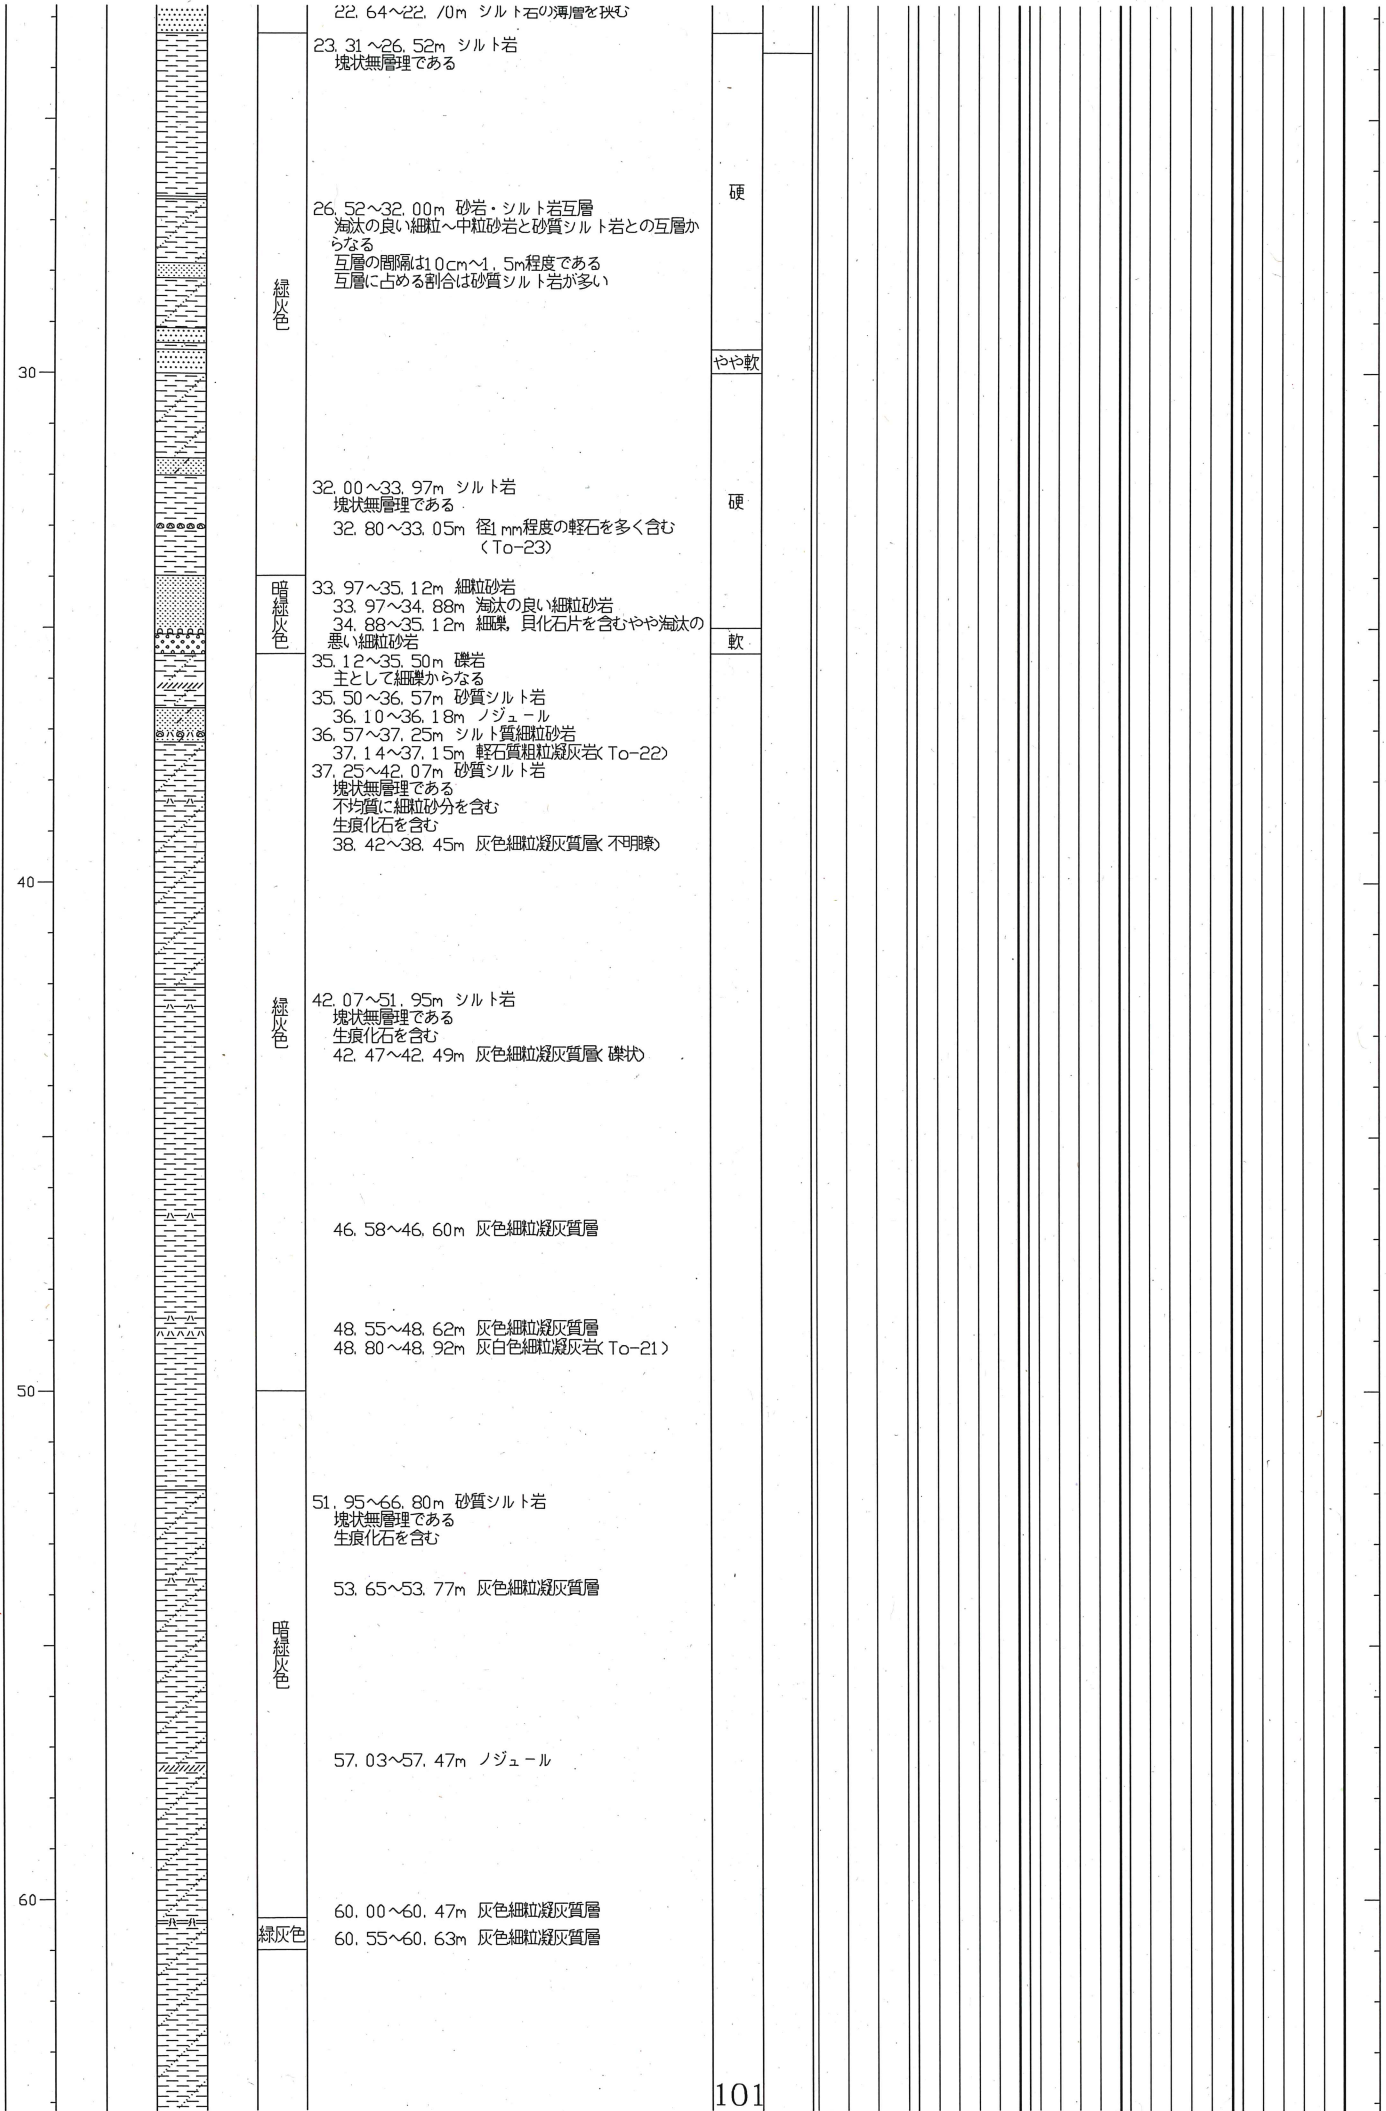 22. 64～22. 70m シルト岩の薄層を挟む
23. 31～26. 52m シルト岩
塊状無層理である
硬
26. 52～32. 00m 砂岩・シルト岩互層
淘汰の良い細粒～中粒砂岩と砂質シルト岩との互層か
らなる
互層の間隔は10cm～1. 5m程度である
互層に占める割合は砂質シルト岩が多い
緑灰色
やや軟
30
32. 00～33. 97m シルト岩
塊状無層理である
硬
32. 80～33. 05m 径1mm程度の軽石を多く含む
(To-23)
暗緑灰色
33. 97～35. 12m 細粒砂岩
33. 97～34. 88m 淘汰の良い細粒砂岩
34. 88～35. 12m 細礫, 貝化石片を含むやや淘汰の
悪い細粒砂岩
軟
35. 12～35. 50m 礫岩
主として細礫からなる
35. 50～36. 57m 砂質シルト岩
36. 10～36. 18m ノジュール
36. 57～37. 25m シルト質細粒砂岩
37. 14～37. 15m 軽石質粗粒凝灰岩(To-22)
37. 25～42. 07m 砂質シルト岩
塊状無層理である
不均質に細粒砂分を含む
生痕化石を含む
38. 42～38. 45m 灰色細粒凝灰質層(不明瞭)
40
緑灰色
42. 07～51. 95m シルト岩
塊状無層理である
生痕化石を含む
42. 47～42. 49m 灰色細粒凝灰質層(礫状)
46. 58～46. 60m 灰色細粒凝灰質層
48. 55～48. 62m 灰色細粒凝灰質層
48. 80～48. 92m 灰白色細粒凝灰岩(To-21)
50
51. 95～66. 80m 砂質シルト岩
塊状無層理である
生痕化石を含む
53. 65～53. 77m 灰色細粒凝灰質層
暗緑灰色
57. 03～57. 47m ノジュール
60
60. 00～60. 47m 灰色細粒凝灰質層
緑灰色
60. 55～60. 63m 灰色細粒凝灰質層
101